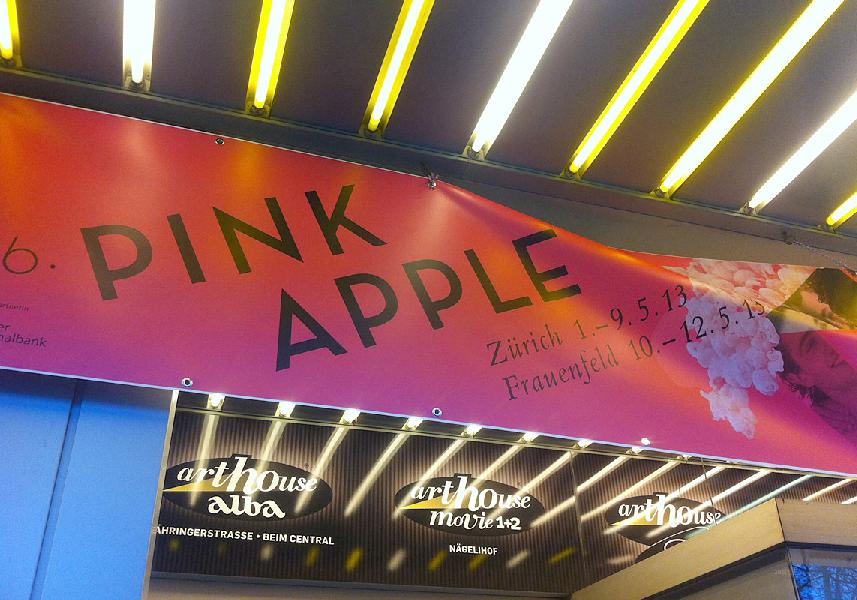 6.
PINK
APPLE
Zürich 1.–9.5.13
Frauenfeld 10.–12.5.13
arthouse
alba
ÄHRINGERSTRASSE • BEIM CENTRAL
arthouse
movie 1+2
NÄGELIHOF
arthouse